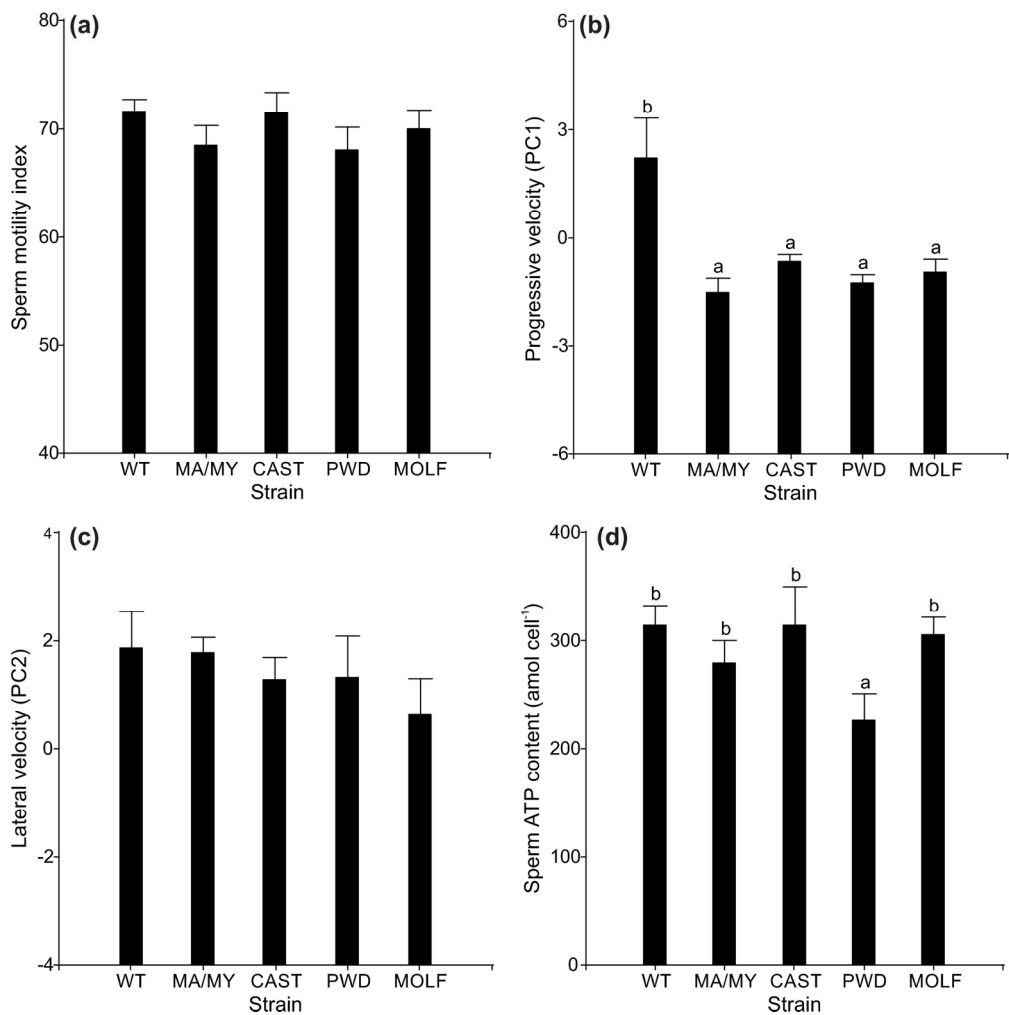 (a)
Sperm motility index
80
70
60
50
40
WT MA/MY CAST PWD MOLF
Strain
(b)
Progressive velocity (PC1)
6
3
0
-3
-6
b
a
a
a
a
WT MA/MY CAST PWD MOLF
Strain
(c)
Lateral velocity (PC2)
4
2
0
-2
-4
WT MA/MY CAST PWD MOLF
Strain
(d)
Sperm ATP content (amol cell⁻¹)
400
300
200
100
0
b
b
b
a
b
WT MA/MY CAST PWD MOLF
Strain